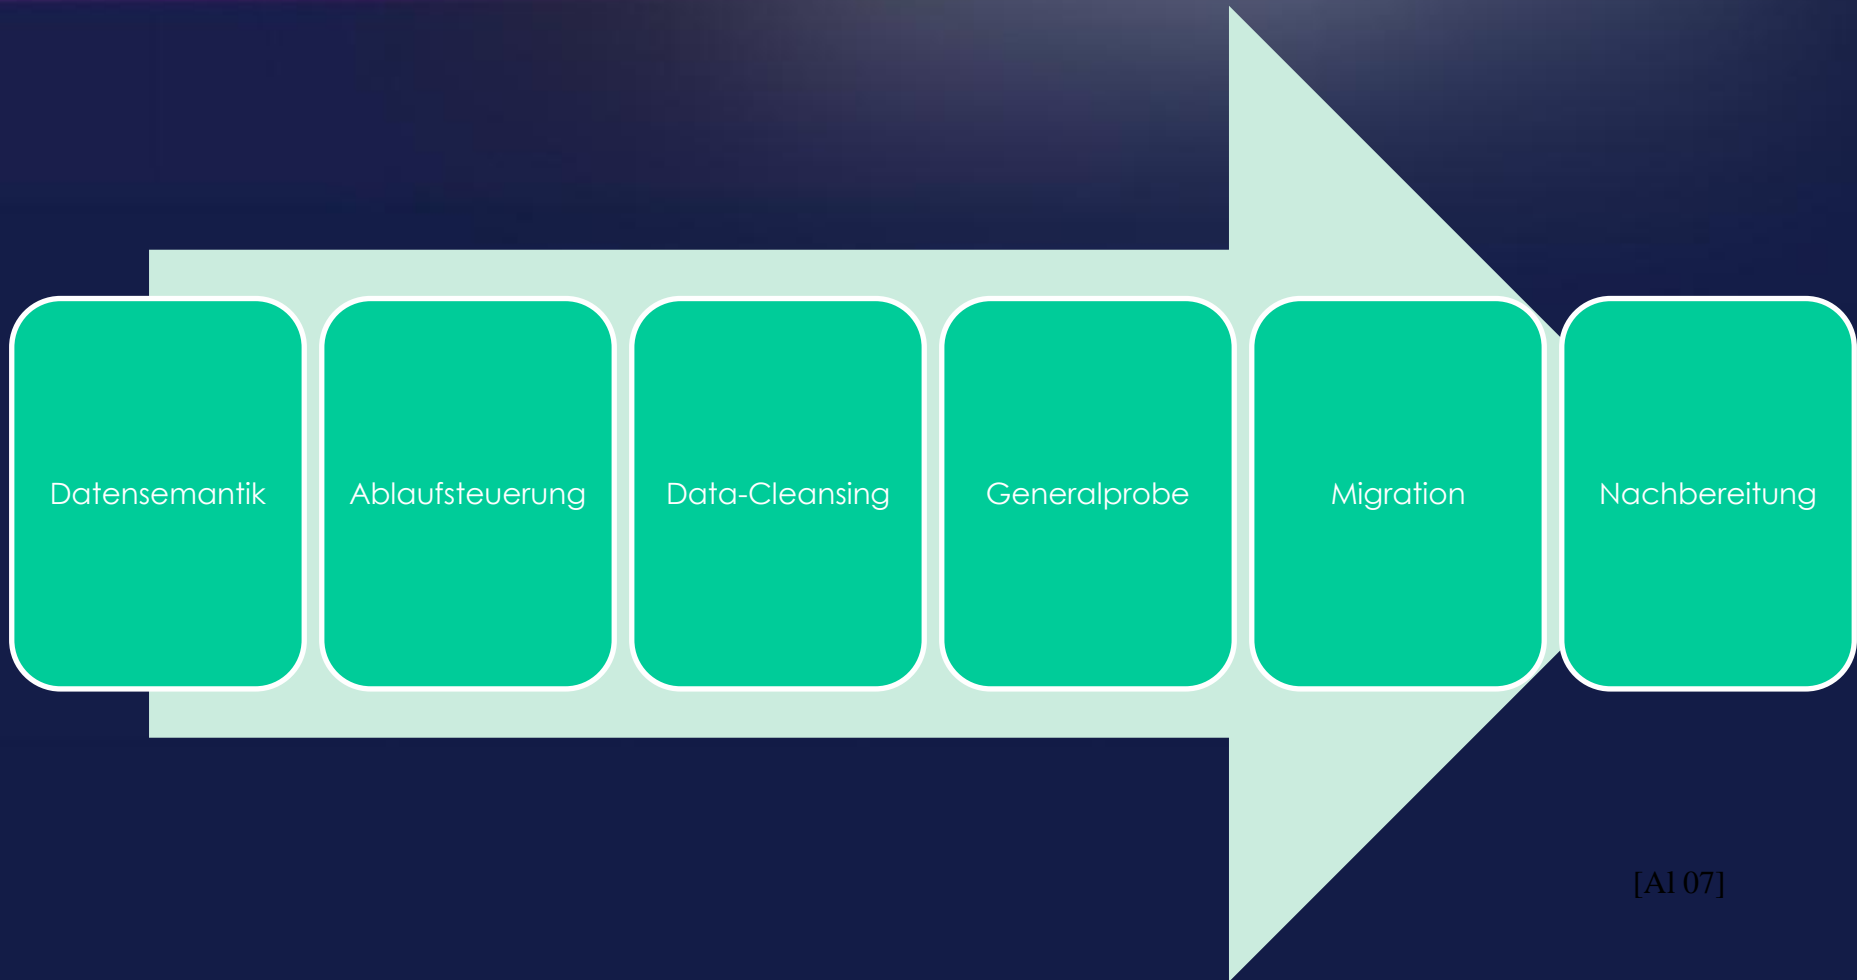 Datensemantik
Ablaufsteuerung
Data-Cleansing
Generalprobe
Migration
Nachbereitung
[Al 07]